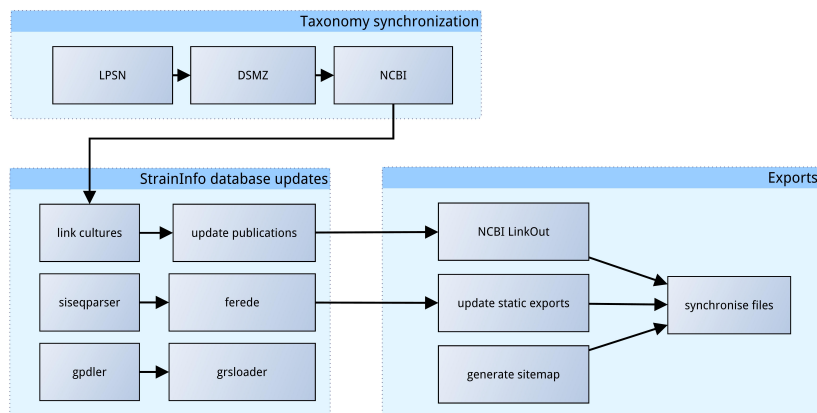 Taxonomy synchronization
LPSN
DSMZ
NCBI
StrainInfo database updates
link cultures
update publications
siseqparser
ferede
gpdler
grsloader
Exports
NCBI LinkOut
update static exports
generate sitemap
synchronise files